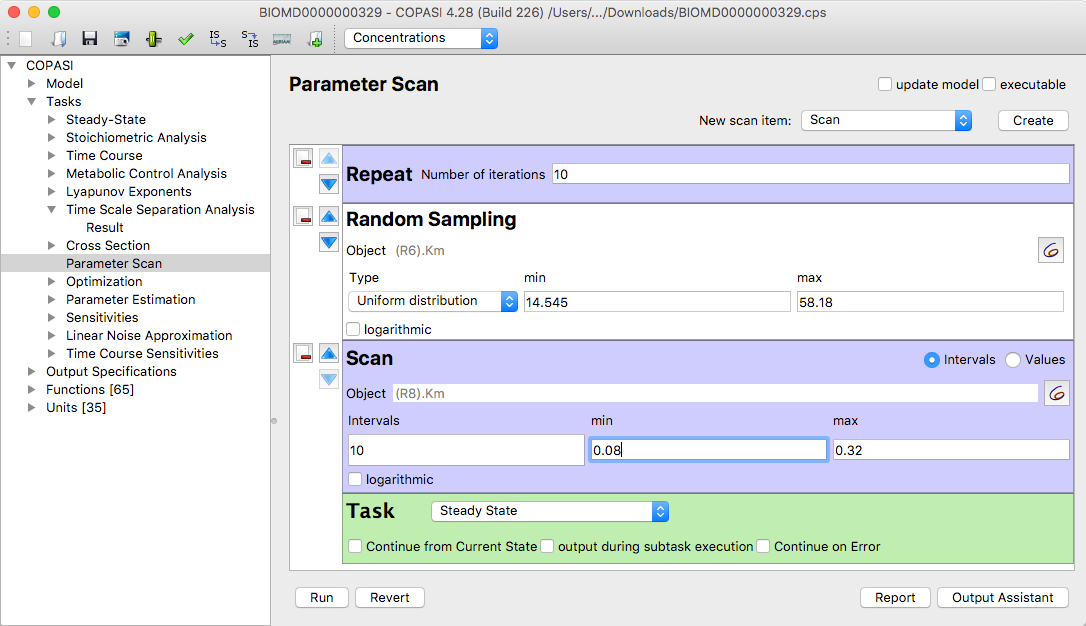 BIOMD0000000329 - COPASI 4.28 (Build 226) /Users/.../Downloads/BIOMD0000000329.cps
IS S S IS MIRIAM Concentrations
COPASI
Model
Tasks
Steady-State
Stoichiometric Analysis
Time Course
Metabolic Control Analysis
Lyapunov Exponents
Time Scale Separation Analysis
Result
Cross Section
Parameter Scan
Optimization
Parameter Estimation
Sensitivities
Linear Noise Approximation
Time Course Sensitivities
Output Specifications
Functions [65]
Units [35]
Parameter Scan update model executable
New scan item: Scan Create
Repeat Number of iterations 10
Random Sampling
Object (R6).Km
Type min max
Uniform distribution 14.545 58.18
logarithmic
Scan Intervals Values
Object (R8).Km
Intervals min max
10 0.08 0.32
logarithmic
Task Steady State
Continue from Current State output during subtask execution Continue on Error
Run Revert Report Output Assistant